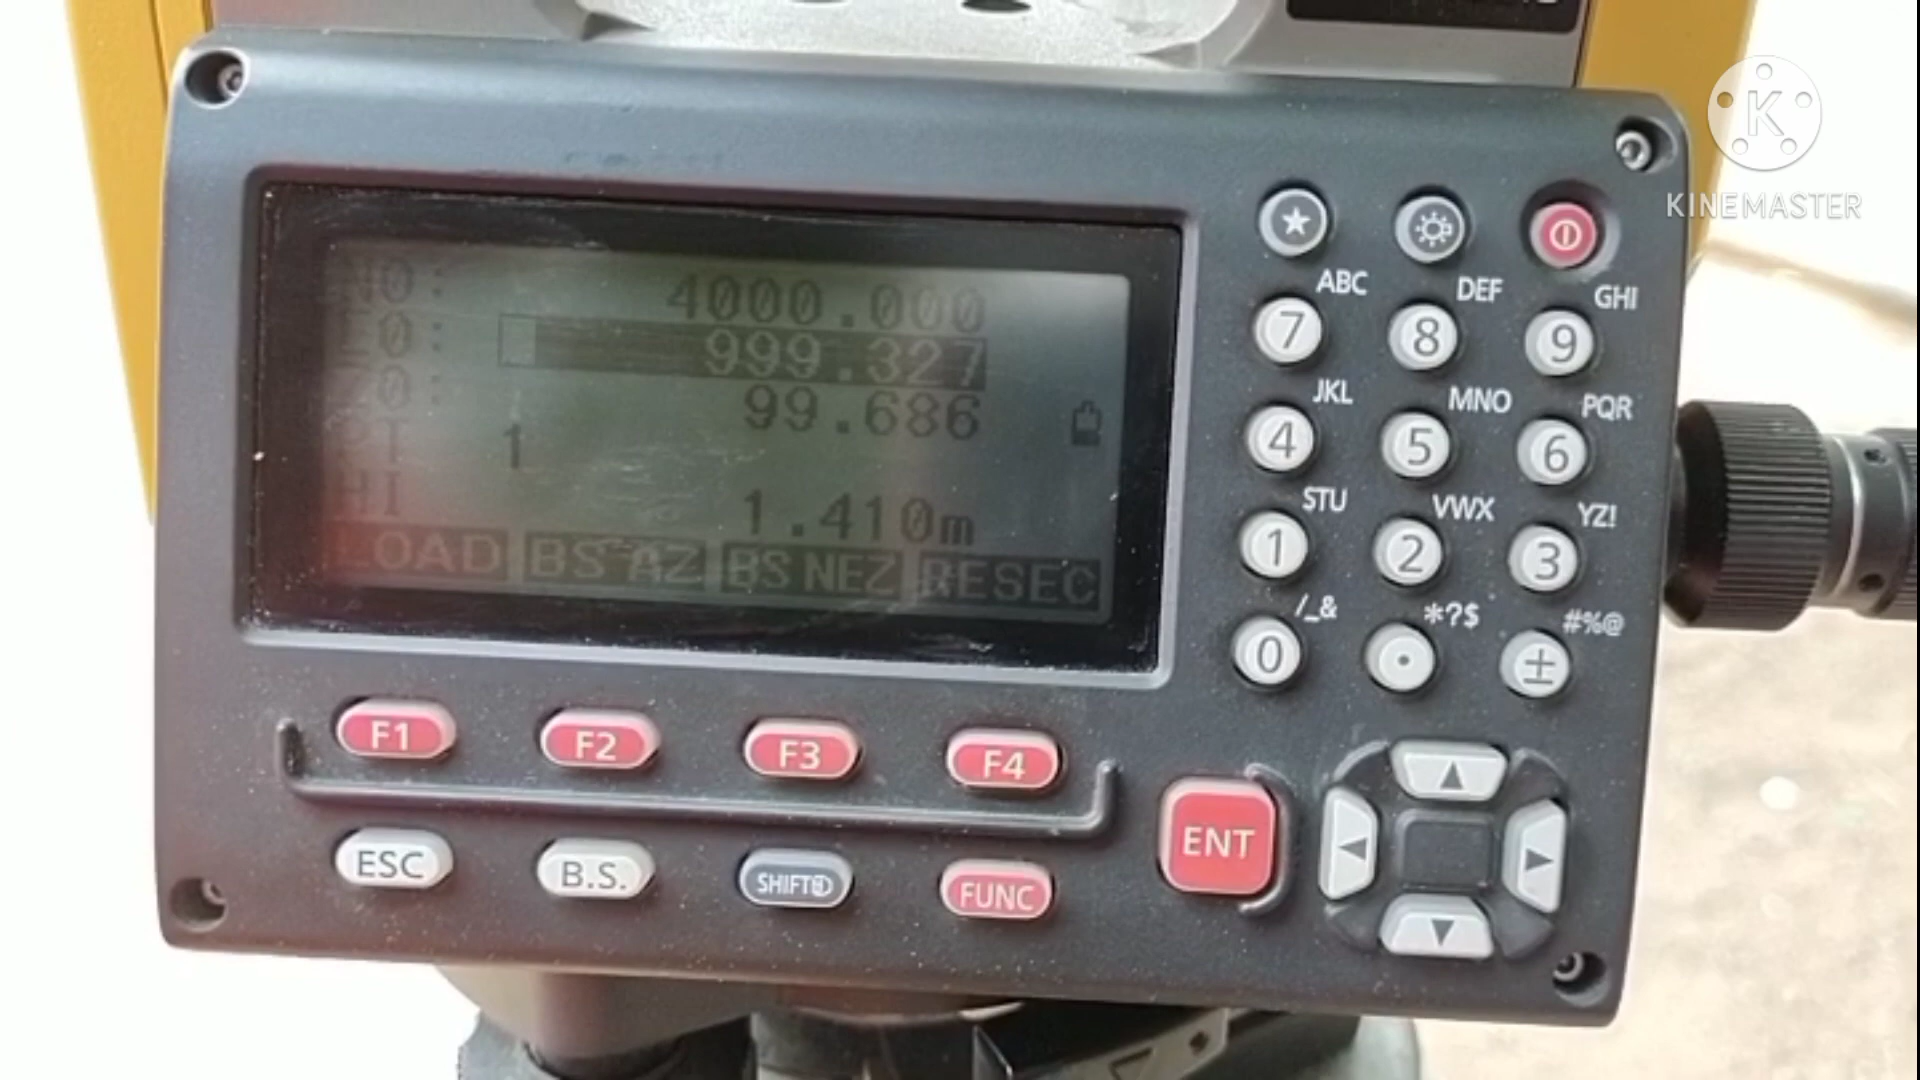 K
KINEMASTER
N0: 4000.000
E0: 999.327
Z0: 99.686
PT 1
HI 1.410m
LOAD BS AZ BS NEZ RESEC
ABC DEF GHI
7 8 9
JKL MNO PQR
4 5 6
STU VWX YZ!
1 2 3
/_& *?$ #%@
0 . ±
F1 F2 F3 F4
ESC B.S. SHIFT FUNC
ENT